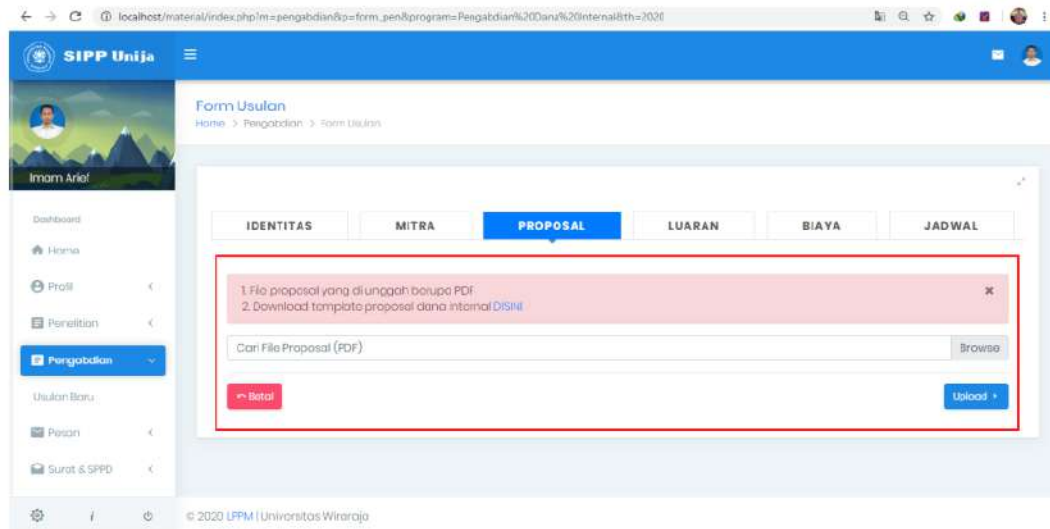 localhost/material/index.php?m=pengabdian&p=form_pen&program=Pengabdian%20Dana%20Internal&th=2020
SIPP Unija
Form Usulan
Home > Pengabdian > Form Usulan
Imam Arief
Dashboard
Home
Profil
Penelitian
Pengabdian
Usulan Baru
Pesan
Surat & SPPD
IDENTITAS MITRA PROPOSAL LUARAN BIAYA JADWAL
1. File proposal yang di unggah berupa PDF
2. Download template proposal dana internal DISINI
Cari File Proposal (PDF) Browse
Batal Upload
© 2020 LPPM | Universitas Wiraraja